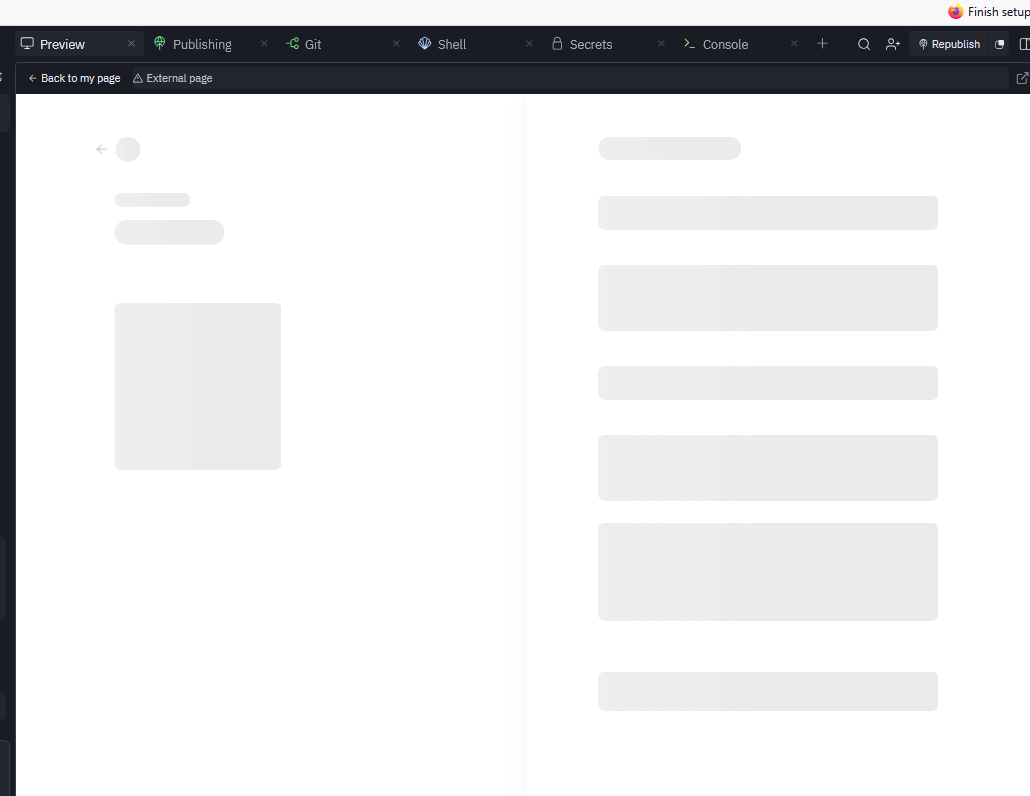 Finish setup
Preview
Publishing
Git
Shell
Secrets
Console
Republish
Back to my page
External page